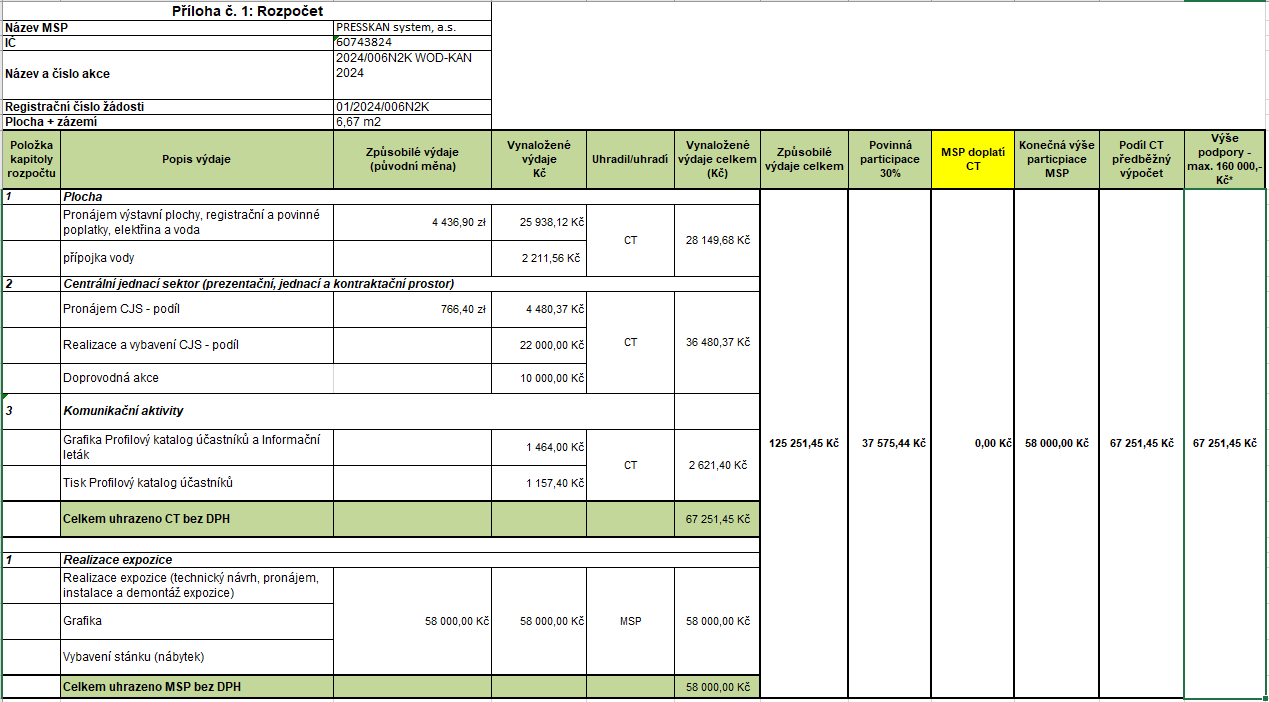 Příloha č. 1: Rozpočet
Název MSP PRESSKAN system, a.s.
IČ 60743824
Název a číslo akce 2024/006N2K WOD-KAN
2024
Registrační číslo žádosti 01/2024/006N2K
Plocha + zázemí 6,67 m2
Položka
kapitoly
rozpočtu
Popis výdaje
Způsobilé výdaje
(původní měna)
Vynaložené
výdaje
Kč
Uhradil/uhradí
Vynaložené
výdaje celkem
(Kč)
Způsobilé
výdaje celkem
Povinná
participace
30%
MSP doplatí
CT
Konečná výše
particpiace
MSP
Podíl CT
předběžný
výpočet
Výše
podpory -
max. 160 000,-
Kč*
1 Plocha
Pronájem výstavní plochy, registrační a povinné
poplatky, elektřina a voda
4 436,90 zł 25 938,12 Kč
CT 28 149,68 Kč
přípojka vody 2 211,56 Kč
2 Centrální jednací sektor (prezentační, jednací a kontraktační prostor)
Pronájem CJS - podíl 766,40 zł 4 480,37 Kč
Realizace a vybavení CJS - podíl 22 000,00 Kč
CT 36 480,37 Kč
Doprovodná akce 10 000,00 Kč
3 Komunikační aktivity
Grafika Profilový katalog účastníků a Informační
leták
1 464,00 Kč
CT 2 621,40 Kč
Tisk Profilový katalog účastníků 1 157,40 Kč
Celkem uhrazeno CT bez DPH 67 251,45 Kč
125 251,45 Kč 37 575,44 Kč 0,00 Kč 58 000,00 Kč 67 251,45 Kč 67 251,45 Kč
1 Realizace expozice
Realizace expozice (technický návrh, pronájem,
instalace a demontáž expozice)
Grafika 58 000,00 Kč 58 000,00 Kč MSP 58 000,00 Kč
Vybavení stánku (nábytek)
Celkem uhrazeno MSP bez DPH 58 000,00 Kč